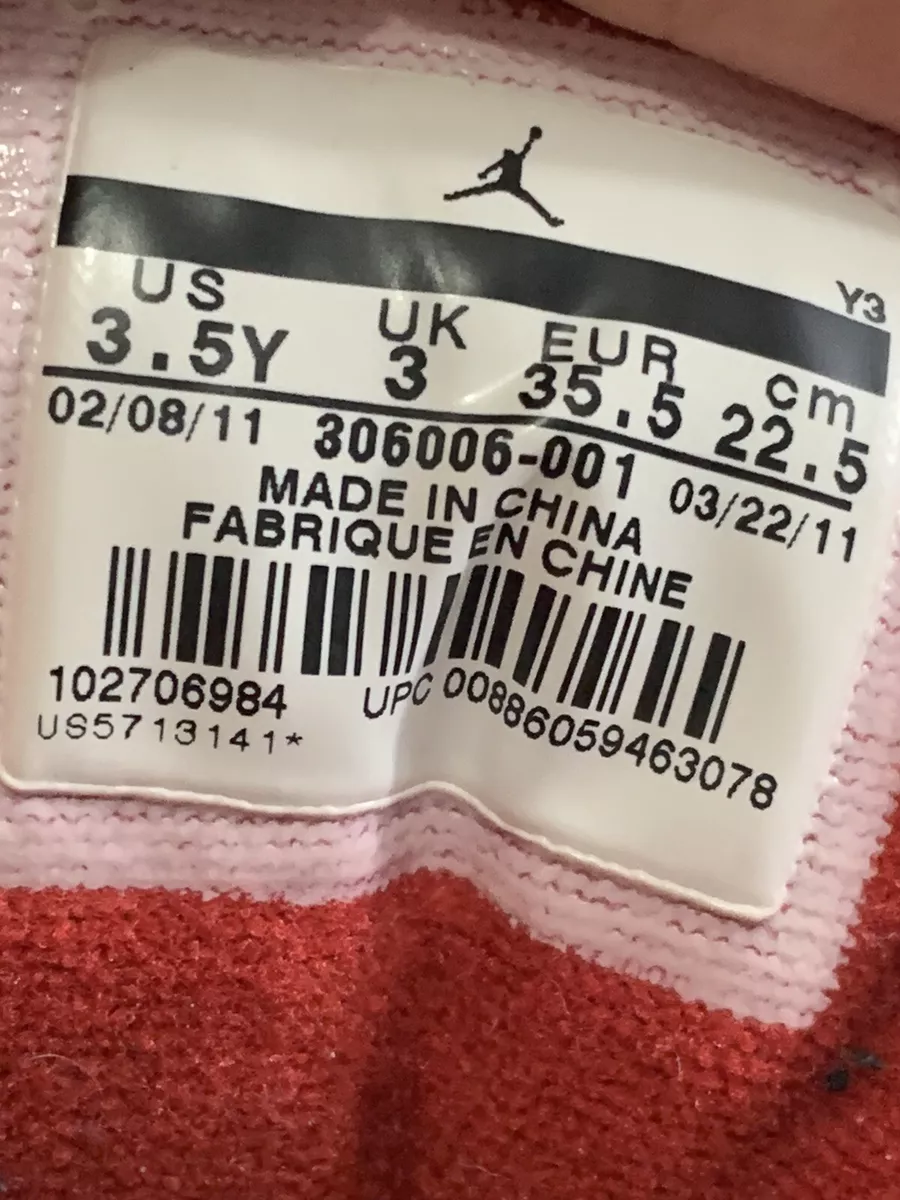 Y3
US UK EUR cm
3.5Y 3 35.5 22.5
02/08/11 306006-001 03/22/11
MADE IN CHINA
FABRIQUE EN CHINE
102706984 UPC 00886059463078
US5713141*